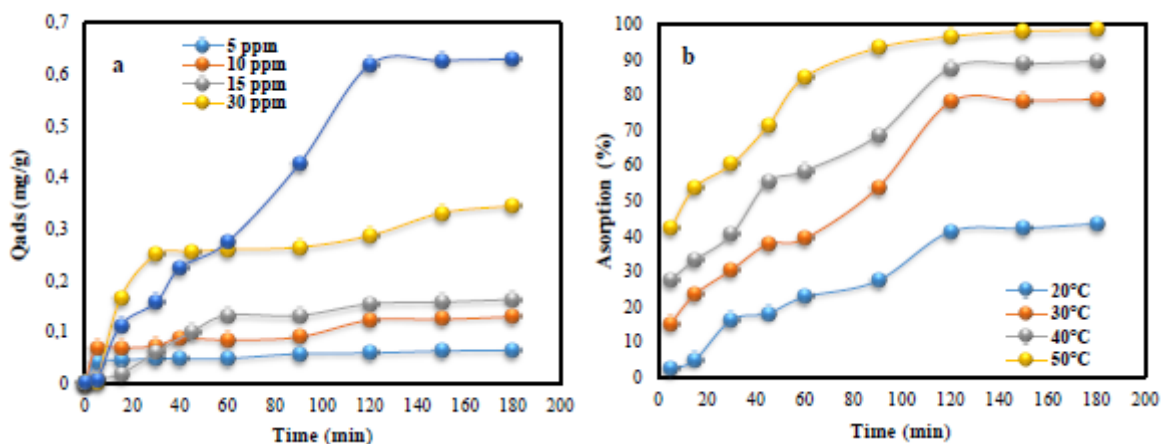 0,7
0,6
0,5
0,4
0,3
0,2
0,1
0
Qads (mg/g)
a
5 ppm
10 ppm
15 ppm
30 ppm
0 20 40 60 80 100 120 140 160 180 200
Time (min)
100
90
80
70
60
50
40
30
20
10
0
Asorption (%)
b
20°C
30°C
40°C
50°C
0 20 40 60 80 100 120 140 160 180 200
Time (min)